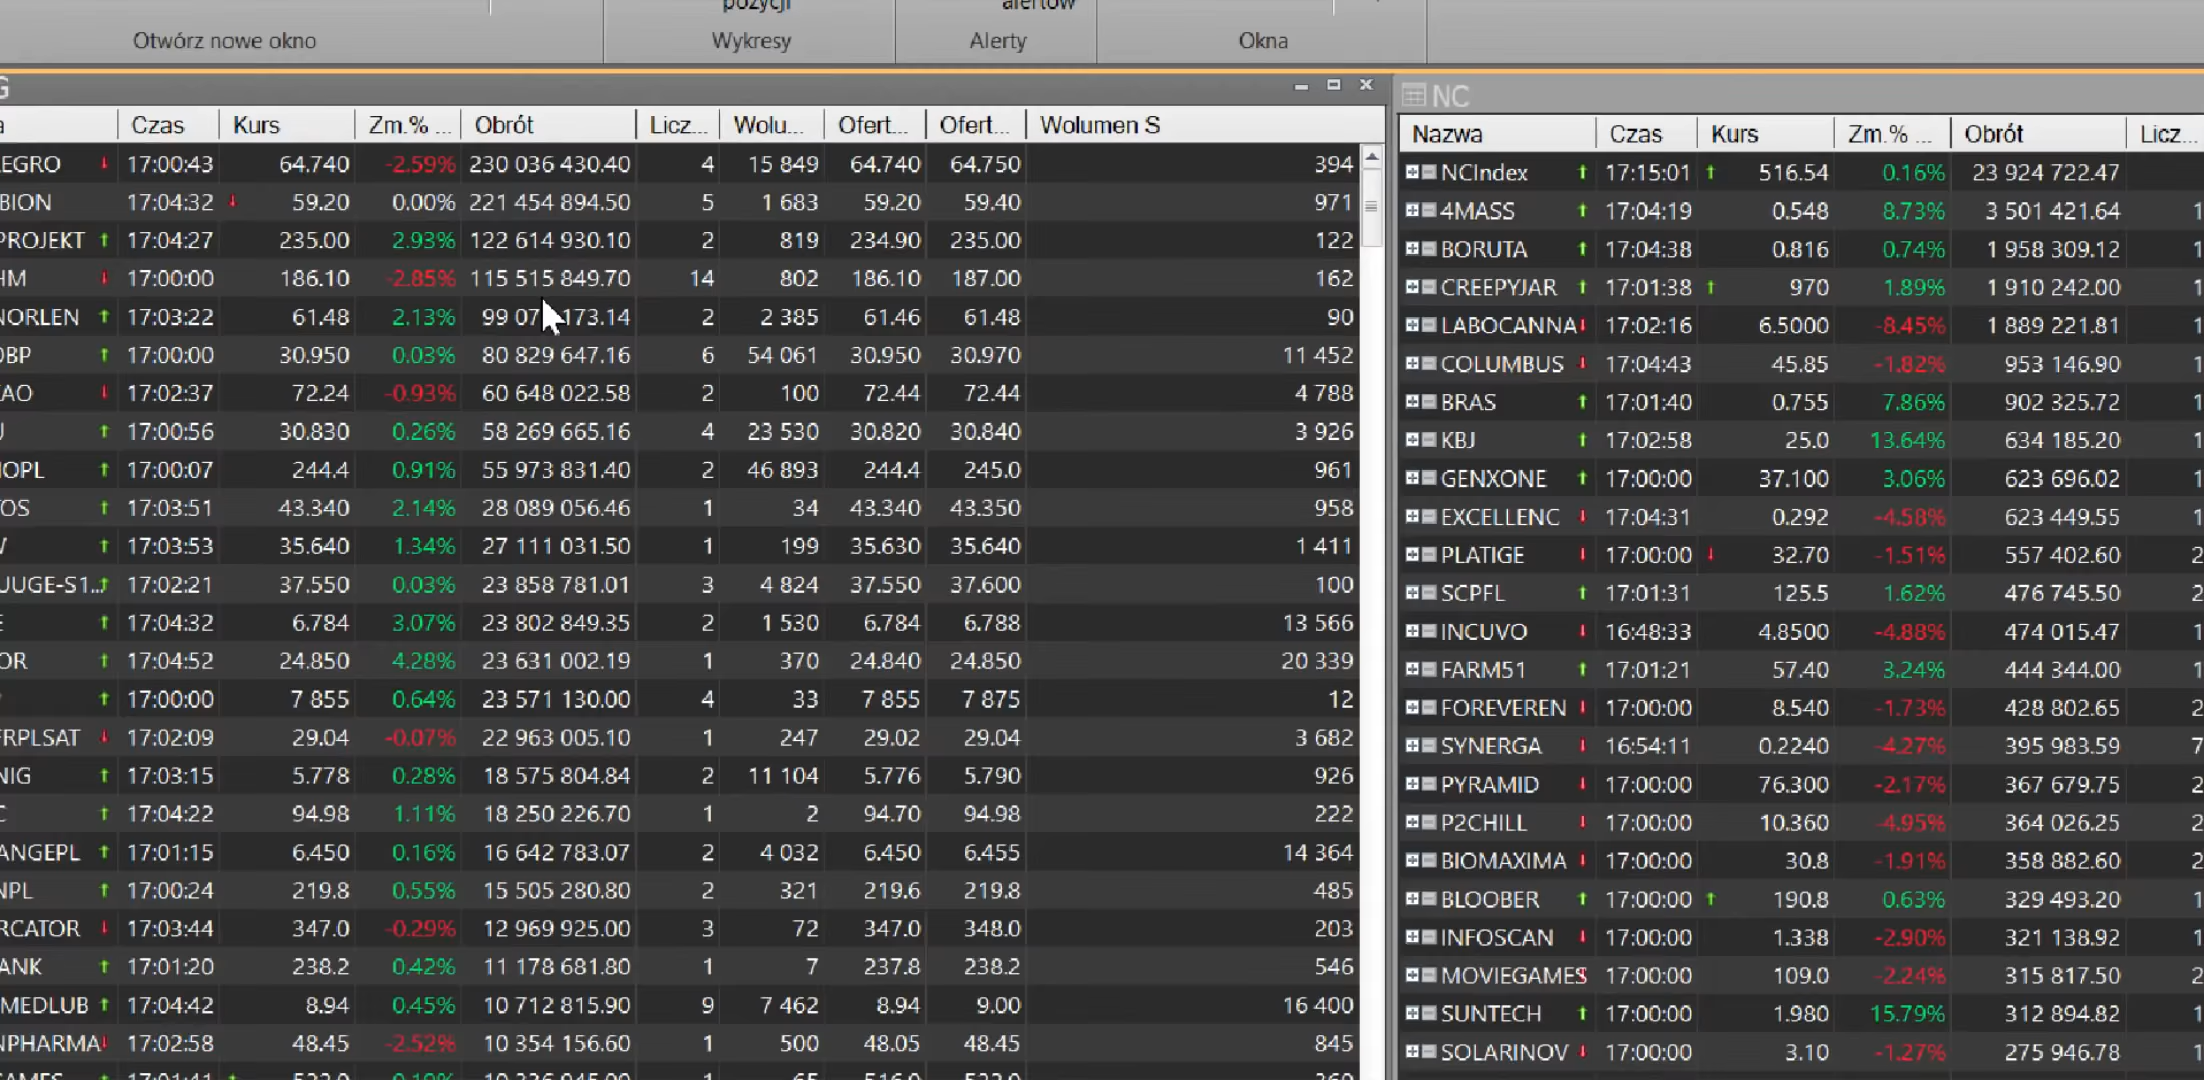 pozycji alertów
Otwórz nowe okno Wykresy Alerty Okna
G
a Czas Kurs Zm.% ... Obrót Licz... Wolu... Ofert... Ofert... Wolumen S
EGRO 17:00:43 64.740 -2.59% 230 036 430.40 4 15 849 64.740 64.750 394
BION 17:04:32 59.20 0.00% 221 454 894.50 5 1 683 59.20 59.40 971
PROJEKT 17:04:27 235.00 2.93% 122 614 930.10 2 819 234.90 235.00 122
HM 17:00:00 186.10 -2.85% 115 515 849.70 14 802 186.10 187.00 162
NORLEN 17:03:22 61.48 2.13% 99 07 173.14 2 2 385 61.46 61.48 90
OBP 17:00:00 30.950 0.03% 80 829 647.16 6 54 061 30.950 30.970 11 452
AO 17:02:37 72.24 -0.93% 60 648 022.58 2 100 72.44 72.44 4 788
U 17:00:56 30.830 0.26% 58 269 665.16 4 23 530 30.820 30.840 3 926
OPL 17:00:07 244.4 0.91% 55 973 831.40 2 46 893 244.4 245.0 961
TOS 17:03:51 43.340 2.14% 28 089 056.46 1 34 43.340 43.350 958
W 17:03:53 35.640 1.34% 27 111 031.50 1 199 35.630 35.640 1 411
UUGE-S1... 17:02:21 37.550 0.03% 23 858 781.01 3 4 824 37.550 37.600 100
E 17:04:32 6.784 3.07% 23 802 849.35 2 1 530 6.784 6.788 13 566
OR 17:04:52 24.850 4.28% 23 631 002.19 1 370 24.840 24.850 20 339
17:00:00 7 855 0.64% 23 571 130.00 4 33 7 855 7 875 12
FRPLSAT 17:02:09 29.04 -0.07% 22 963 005.10 1 247 29.02 29.04 3 682
NIG 17:03:15 5.778 0.28% 18 575 804.84 2 11 104 5.776 5.790 926
C 17:04:22 94.98 1.11% 18 250 226.70 1 2 94.70 94.98 222
ANGEPL 17:01:15 6.450 0.16% 16 642 783.07 2 4 032 6.450 6.455 14 364
NPL 17:00:24 219.8 0.55% 15 505 280.80 2 321 219.6 219.8 485
RCATOR 17:03:44 347.0 -0.29% 12 969 925.00 3 72 347.0 348.0 203
ANK 17:01:20 238.2 0.42% 11 178 681.80 1 7 237.8 238.2 546
MEDLUB 17:04:42 8.94 0.45% 10 712 815.90 9 7 462 8.94 9.00 16 400
NPHARMA 17:02:58 48.45 -2.52% 10 354 156.60 1 500 48.05 48.45 845
NC
Nazwa Czas Kurs Zm.% ... Obrót Licz...
NCIndex 17:15:01 516.54 0.16% 23 924 722.47
4MASS 17:04:19 0.548 8.73% 3 501 421.64 1
BORUTA 17:04:38 0.816 0.74% 1 958 309.12 1
CREEPYJAR 17:01:38 970 1.89% 1 910 242.00 1
LABOCANNA 17:02:16 6.5000 -8.45% 1 889 221.81 1
COLUMBUS 17:04:43 45.85 -1.82% 953 146.90 1
BRAS 17:01:40 0.755 7.86% 902 325.72 1
KBJ 17:02:58 25.0 13.64% 634 185.20 1
GENXONE 17:00:00 37.100 3.06% 623 696.02 1
EXCELLENC 17:04:31 0.292 -4.58% 623 449.55 1
PLATIGE 17:00:00 32.70 -1.51% 557 402.60 2
SCPFL 17:01:31 125.5 1.62% 476 745.50 2
INCUVO 16:48:33 4.8500 -4.88% 474 015.47 1
FARM51 17:01:21 57.40 3.24% 444 344.00 1
FOREVEREN 17:00:00 8.540 -1.73% 428 802.65 2
SYNERGA 16:54:11 0.2240 -4.27% 395 983.59 7
PYRAMID 17:00:00 76.300 -2.17% 367 679.75 2
P2CHILL 17:00:00 10.360 -4.95% 364 026.25 2
BIOMAXIMA 17:00:00 30.8 -1.91% 358 882.60 2
BLOOBER 17:00:00 190.8 0.63% 329 493.20 1
INFOSCAN 17:00:00 1.338 -2.90% 321 138.92 1
MOVIEGAMES 17:00:00 109.0 -2.24% 315 817.50 2
SUNTECH 17:00:00 1.980 15.79% 312 894.82 1
SOLARINOV 17:00:00 3.10 -1.27% 275 946.78 1